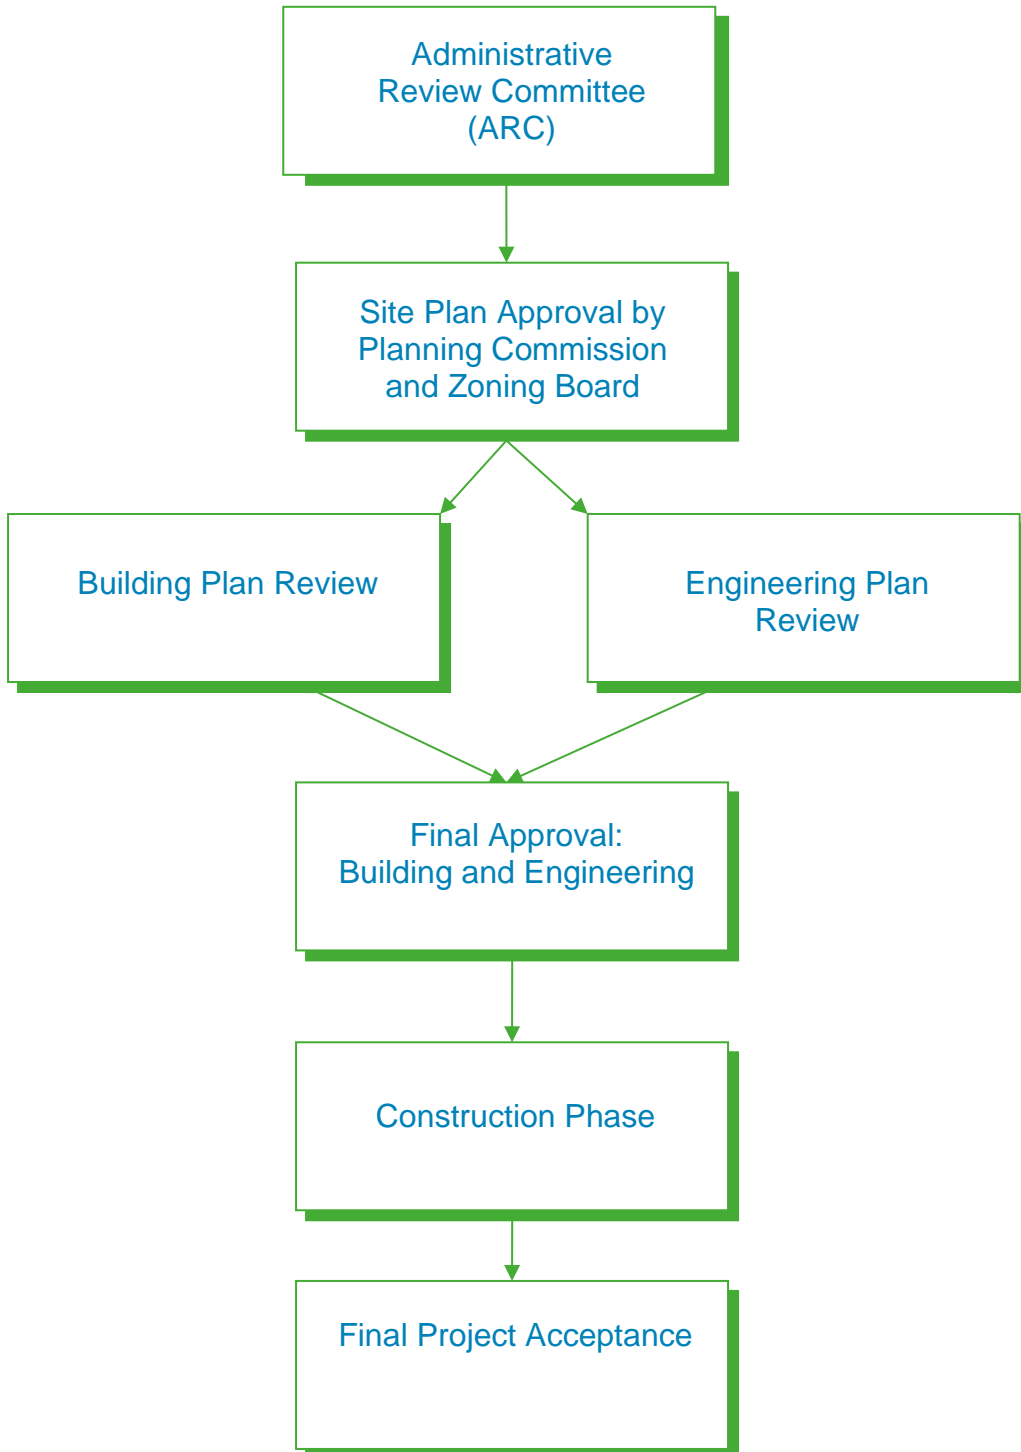 Administrative
Review Committee
(ARC)
Site Plan Approval by
Planning Commission
and Zoning Board
Building Plan Review
Engineering Plan
Review
Final Approval:
Building and Engineering
Construction Phase
Final Project Acceptance